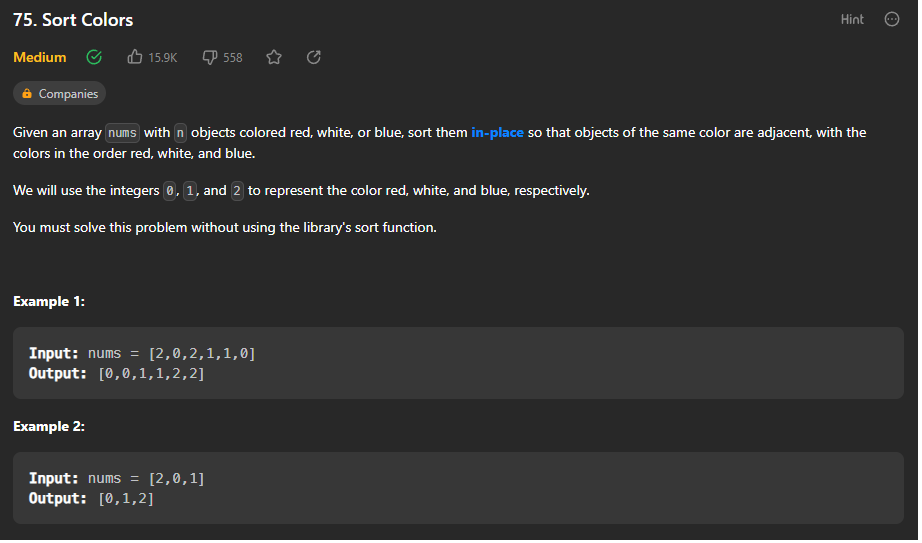 75. Sort Colors
Hint
Medium 15.9K 558
Companies
Given an array nums with n objects colored red, white, or blue, sort them in-place so that objects of the same color are adjacent, with the
colors in the order red, white, and blue.
We will use the integers 0, 1, and 2 to represent the color red, white, and blue, respectively.
You must solve this problem without using the library's sort function.
Example 1:
Input: nums = [2,0,2,1,1,0]
Output: [0,0,1,1,2,2]
Example 2:
Input: nums = [2,0,1]
Output: [0,1,2]